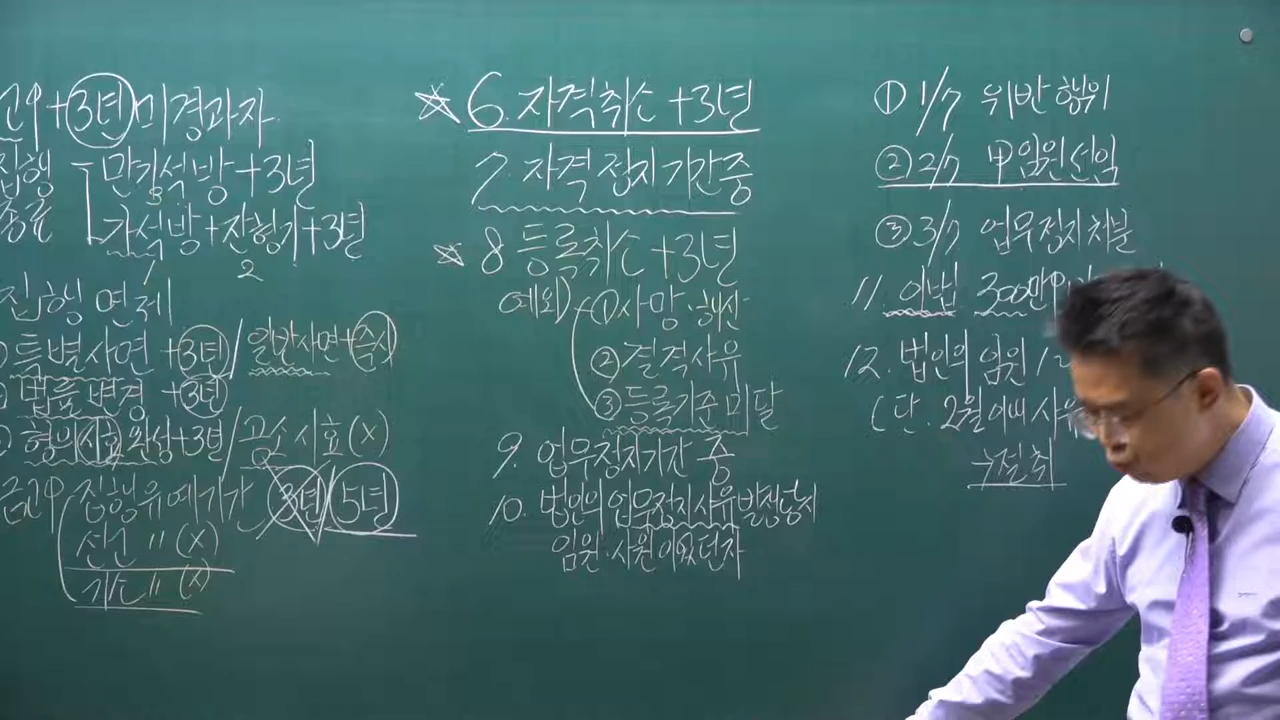 고이 +3년 미경과자
집행 - 만기석방+3년
종료 가석방+잔형기+3년
1 2
집행 면제
특별사면 +3년 / 일반사면+즉시
법률변경 +3년
형의시효완성+3년 / 공소시효(x)
금고이 집행유예기간 2년/5년
선고 〃 (x)
기소 〃 (x)
☆ 6. 자격취소 +3년
7. 자격정지기간중
☆ 8 등록취소 +3년
예외) ①사망·해산
②결격사유
③등록기준미달
9. 업무정지기간 중
10. 법인의 업무정지사유발생당시
임원·사원이었던자
① 1/7 위반행위
② 2/7 甲임원선임
③ 3/7 업무정지처분
11. 이법 300만
12. 법인의 임원 1
(단. 2월이내 사
→절취